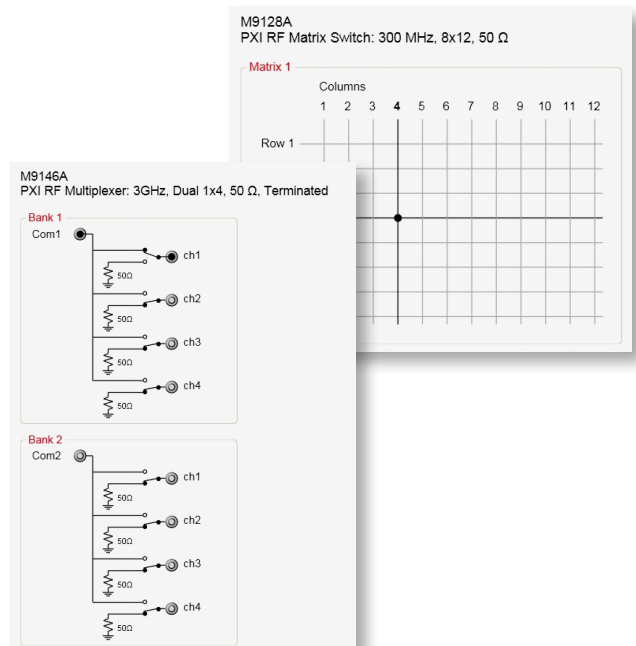 M9128A
PXI RF Matrix Switch: 300 MHz, 8x12, 50 Ω
Matrix 1
Columns
1 2 3 4 5 6 7 8 9 10 11 12
Row 1
M9146A
PXI RF Multiplexer: 3GHz, Dual 1x4, 50 Ω, Terminated
Bank 1
Com1
ch1
50Ω
ch2
50Ω
ch3
50Ω
ch4
50Ω
Bank 2
Com2
ch1
50Ω
ch2
50Ω
ch3
50Ω
ch4
50Ω